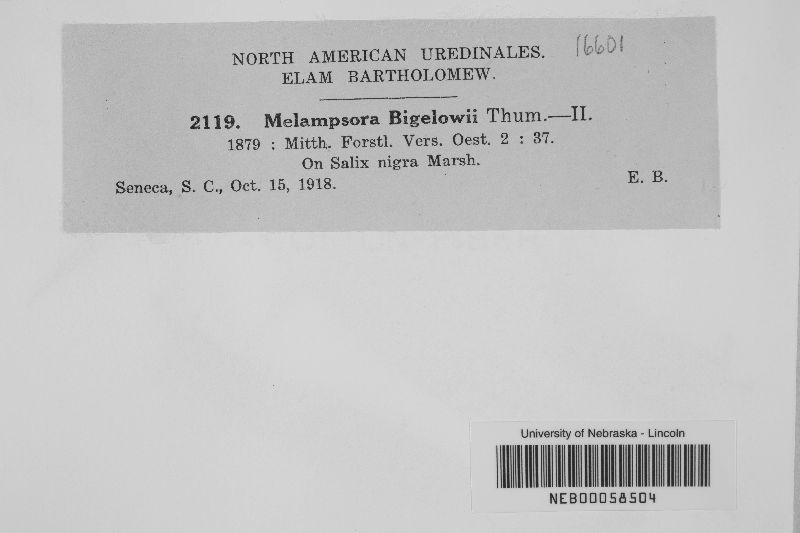 NORTH AMERICAN UREDINALES. 16601
ELAM BARTHOLOMEW.
2119. Melampsora Bigelowii Thum.—II.
1879 : Mitth. Forstl. Vers. Oest. 2 : 37.
On Salix nigra Marsh.
Seneca, S. C., Oct. 15, 1918. E. B.
University of Nebraska - Lincoln
NEB00058504